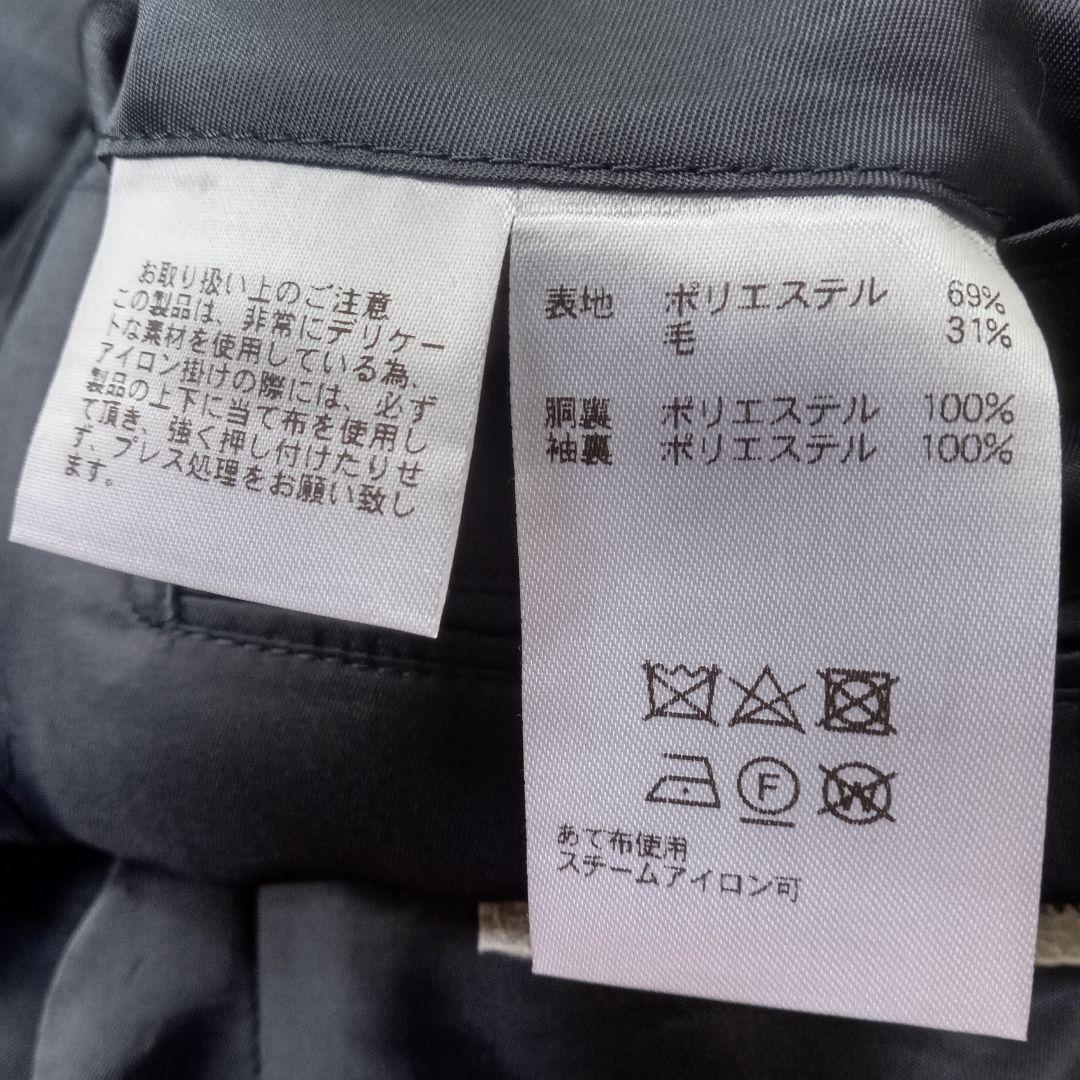 お取り扱い上のご注意
この製品は、非常にデリケー
トな素材を使用している為、
アイロン掛けの際には、必ず
製品の上下に当て布を使用し
て頂き、強く押し付けたりせ
ず、プレス処理をお願い致し
ます。
表地 ポリエステル 69%
毛 31%
胴裏 ポリエステル 100%
袖裏 ポリエステル 100%
F
W
あて布使用
スチームアイロン可